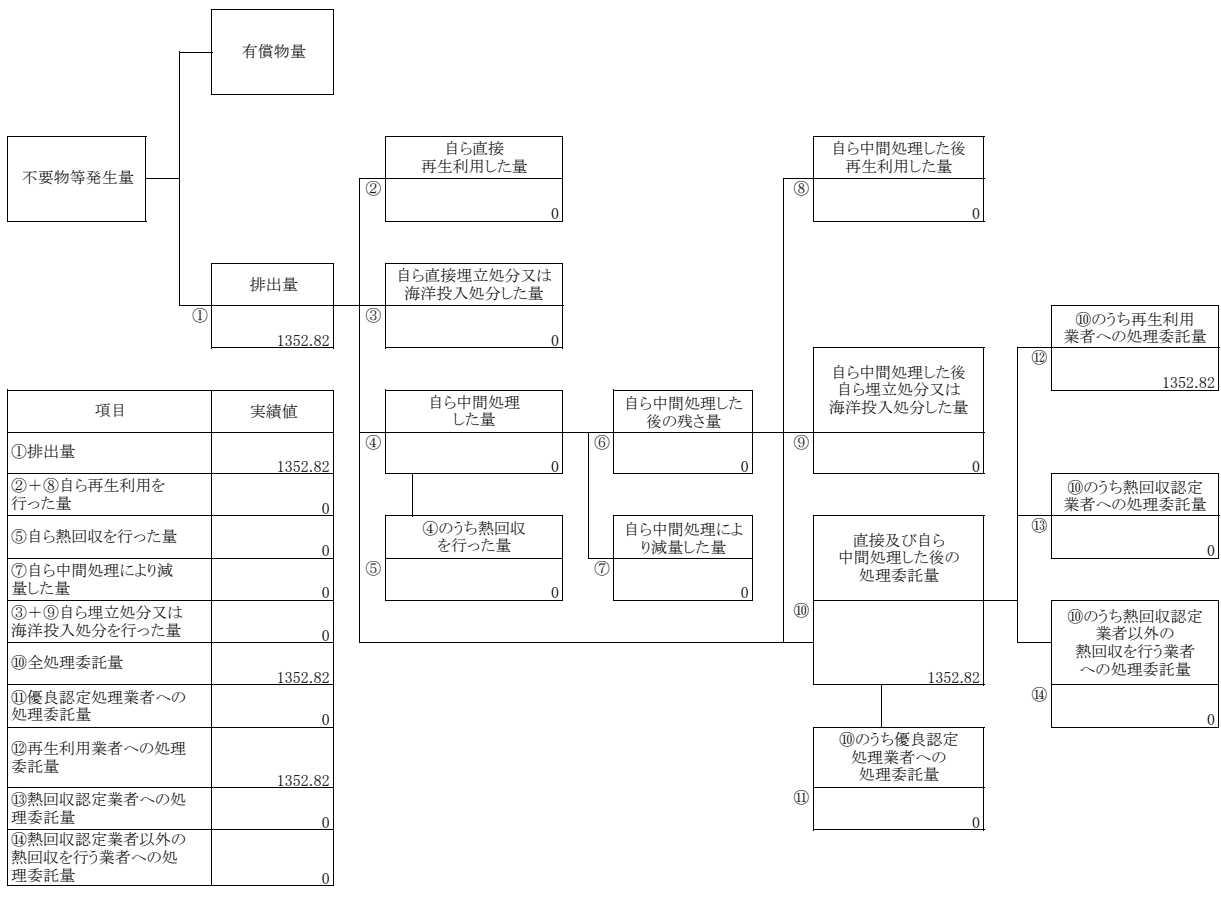 有償物量
不要物等発生量
自ら直接
再生利用した量
②
0
自ら中間処理した後
再生利用した量
⑧
0
排出量
①
1352.82
自ら直接埋立処分又は
海洋投入処分した量
③
0
⑩のうち再生利用
業者への処理委託量
⑫
1352.82
自ら中間処理した後
自ら埋立処分又は
海洋投入処分した量
⑨
0
自ら中間処理
した量
④
0
自ら中間処理した
後の残さ量
⑥
0
⑩のうち熱回収認定
業者への処理委託量
⑬
0
④のうち熱回収
を行った量
⑤
0
自ら中間処理によ
り減量した量
⑦
0
直接及び自ら
中間処理した後の
処理委託量
⑩
1352.82
⑩のうち熱回収認定
業者以外の
熱回収を行う業者
への処理委託量
⑭
0
⑩のうち優良認定
処理業者への
処理委託量
⑪
0
項目 実績値
①排出量
1352.82
②＋⑧自ら再生利用を
行った量
0
⑤自ら熱回収を行った量
0
⑦自ら中間処理により減
量した量
0
③＋⑨自ら埋立処分又は
海洋投入処分を行った量
0
⑩全処理委託量
1352.82
⑪優良認定処理業者への
処理委託量
0
⑫再生利用業者への処理
委託量
1352.82
⑬熱回収認定業者への処
理委託量
0
⑭熱回収認定業者以外の
熱回収を行う業者への処
理委託量
0